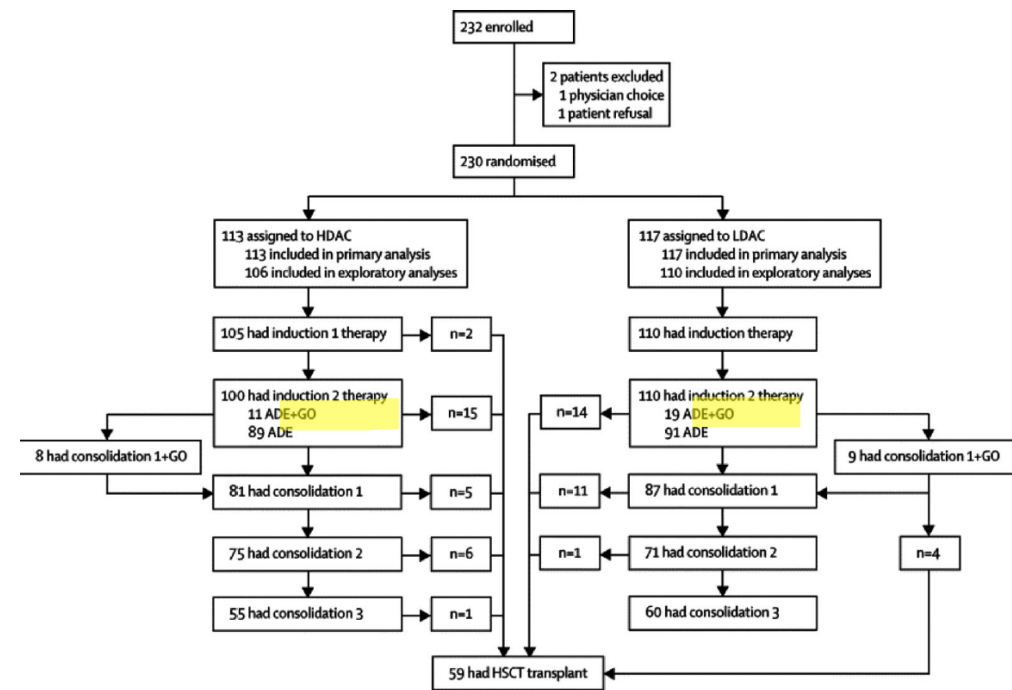 232 enrolled
2 patients excluded
1 physician choice
1 patient refusal
230 randomised
113 assigned to HDAC
113 included in primary analysis
106 included in exploratory analyses
117 assigned to LDAC
117 included in primary analysis
110 included in exploratory analyses
105 had induction 1 therapy
n=2
110 had induction therapy
100 had induction 2 therapy
11 ADE+GO
89 ADE
n=15
n=14
110 had induction 2 therapy
19 ADE+GO
91 ADE
8 had consolidation 1+GO
9 had consolidation 1+GO
81 had consolidation 1
n=5
n=11
87 had consolidation 1
75 had consolidation 2
n=6
n=1
71 had consolidation 2
n=4
55 had consolidation 3
n=1
60 had consolidation 3
59 had HSCT transplant